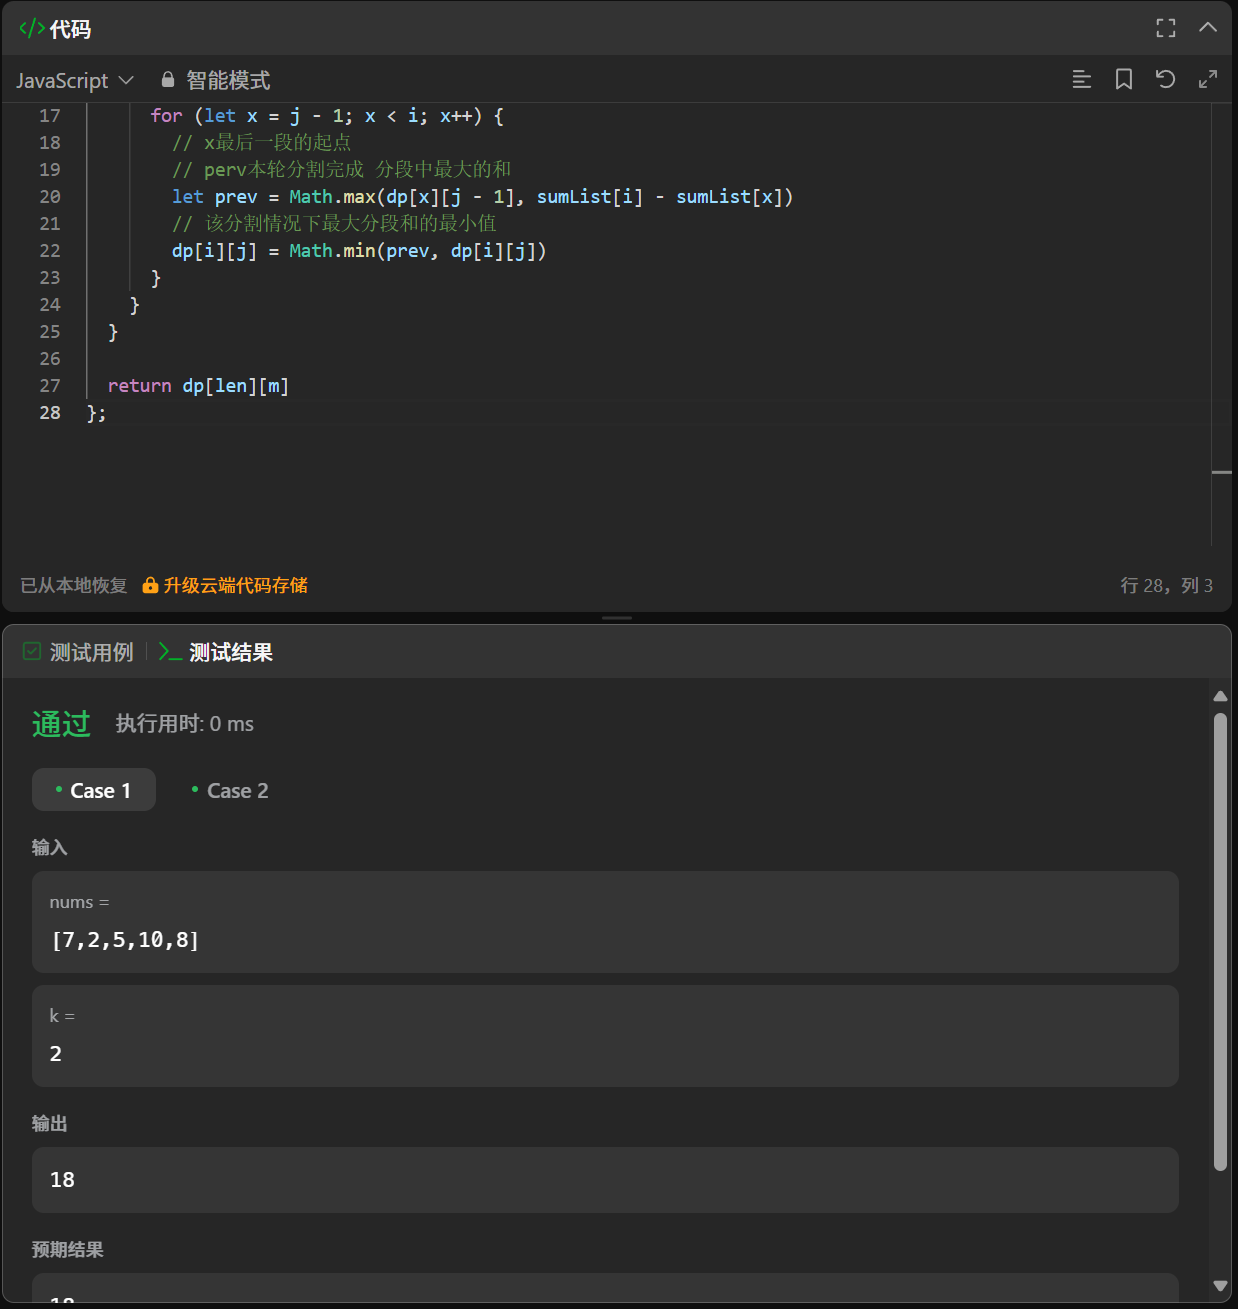 </> 代码
JavaScript 智能模式
17 for (let x = j - 1; x < i; x++) {
18 // x最后一段的起点
19 // perv本轮分割完成 分段中最大的和
20 let prev = Math.max(dp[x][j - 1], sumList[i] - sumList[x])
21 // 该分割情况下最大分段和的最小值
22 dp[i][j] = Math.min(prev, dp[i][j])
23 }
24 }
25 }
26
27 return dp[len][m]
28 };
已从本地恢复 升级云端代码存储 行 28，列 3
测试用例 >_ 测试结果
通过 执行用时: 0 ms
• Case 1 • Case 2
输入
nums =
[7,2,5,10,8]
k =
2
输出
18
预期结果
18